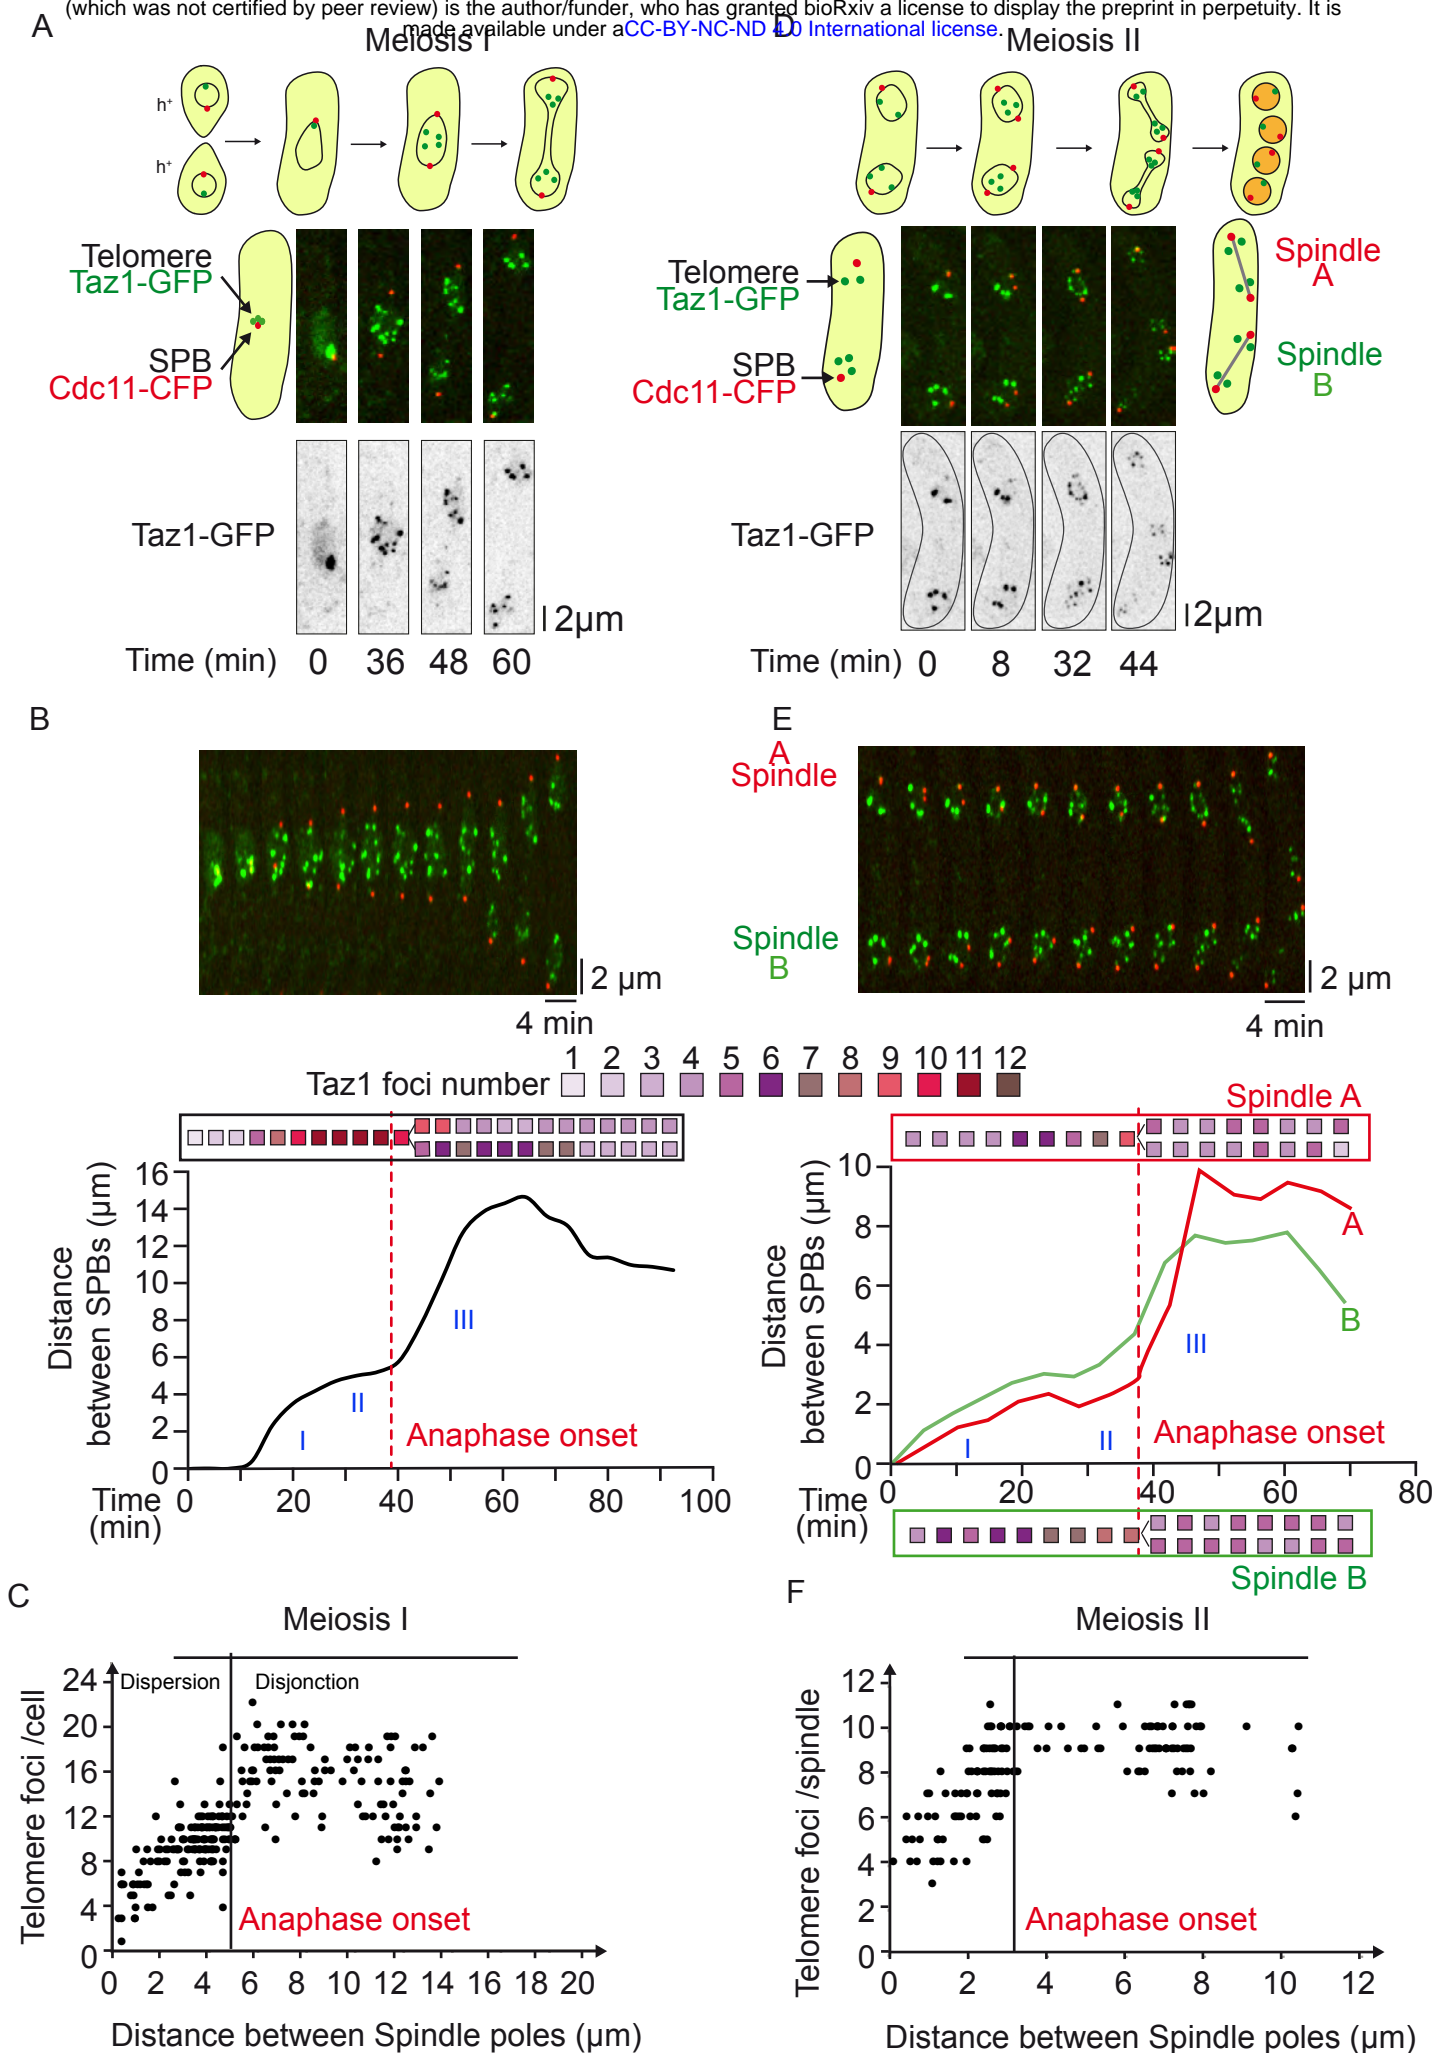 (which was not certified by peer review) is the author/funder, who has granted bioRxiv a license to display the preprint in perpetuity. It is
made available under aCC-BY-NC-ND 4.0 International license.
A
Meiosis I
h+
h+
Telomere
Taz1-GFP
SPB
Cdc11-CFP
Taz1-GFP
2µm
Time (min) 0 36 48 60
D
Meiosis II
Telomere
Taz1-GFP
SPB
Cdc11-CFP
Spindle
A
Spindle
B
Taz1-GFP
2µm
Time (min) 0 8 32 44
B
2 µm
4 min
E
A
Spindle
Spindle
B
2 µm
4 min
1 2 3 4 5 6 7 8 9 10 11 12
Taz1 foci number
Distance
between SPBs (µm)
16
14
12
10
8
6
4
2
0
I
II
III
Anaphase onset
Time
(min)
0 20 40 60 80 100
Spindle A
Distance
between SPBs (µm)
10
8
6
4
2
0
I
II
III
A
B
Anaphase onset
Time
(min)
0 20 40 60 80
Spindle B
C
Meiosis I
Dispersion
Disjonction
Telomere foci /cell
24
20
16
12
8
4
0
Anaphase onset
0 2 4 6 8 10 12 14 16 18 20
Distance between Spindle poles (µm)
F
Meiosis II
Telomere foci /spindle
12
10
8
6
4
2
0
Anaphase onset
0 2 4 6 8 10 12
Distance between Spindle poles (µm)